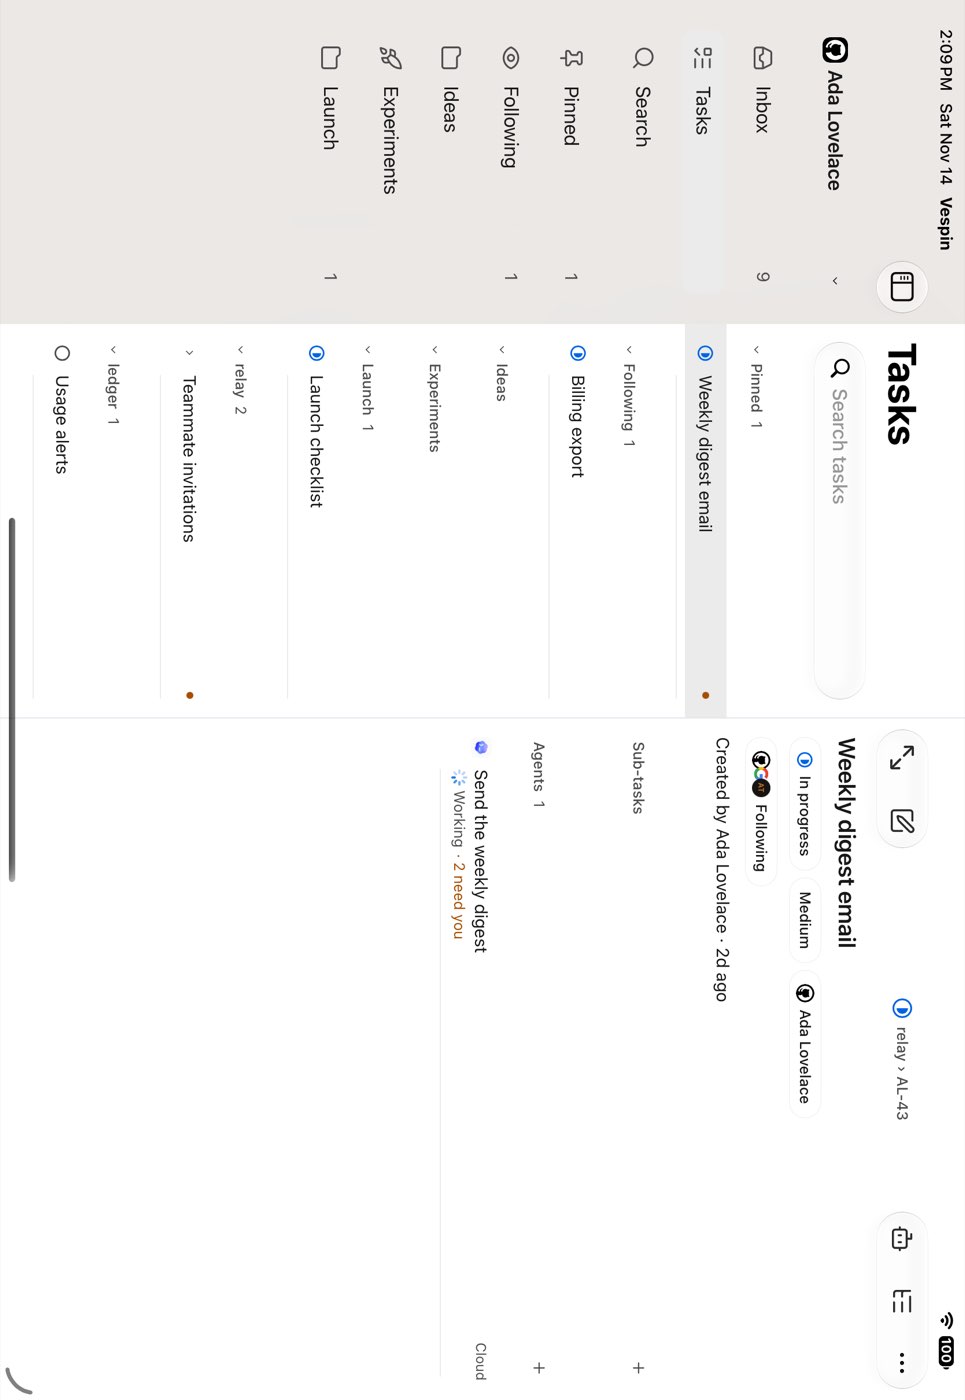 2:09 PM Sat Nov 14 Vespin
100
Ada Lovelace
Inbox 9
Tasks
Search
Pinned 1
Following 1
Ideas
Experiments
Launch 1
Tasks
Search tasks
Pinned 1
Weekly digest email
Following 1
Billing export
Ideas
Experiments
Launch 1
Launch checklist
relay 2
Teammate invitations
ledger 1
Usage alerts
relay › AL-43
Weekly digest email
In progress Medium Ada Lovelace
AT Following
Created by Ada Lovelace · 2d ago
Sub-tasks
Agents 1
Send the weekly digest Cloud
Working · 2 need you